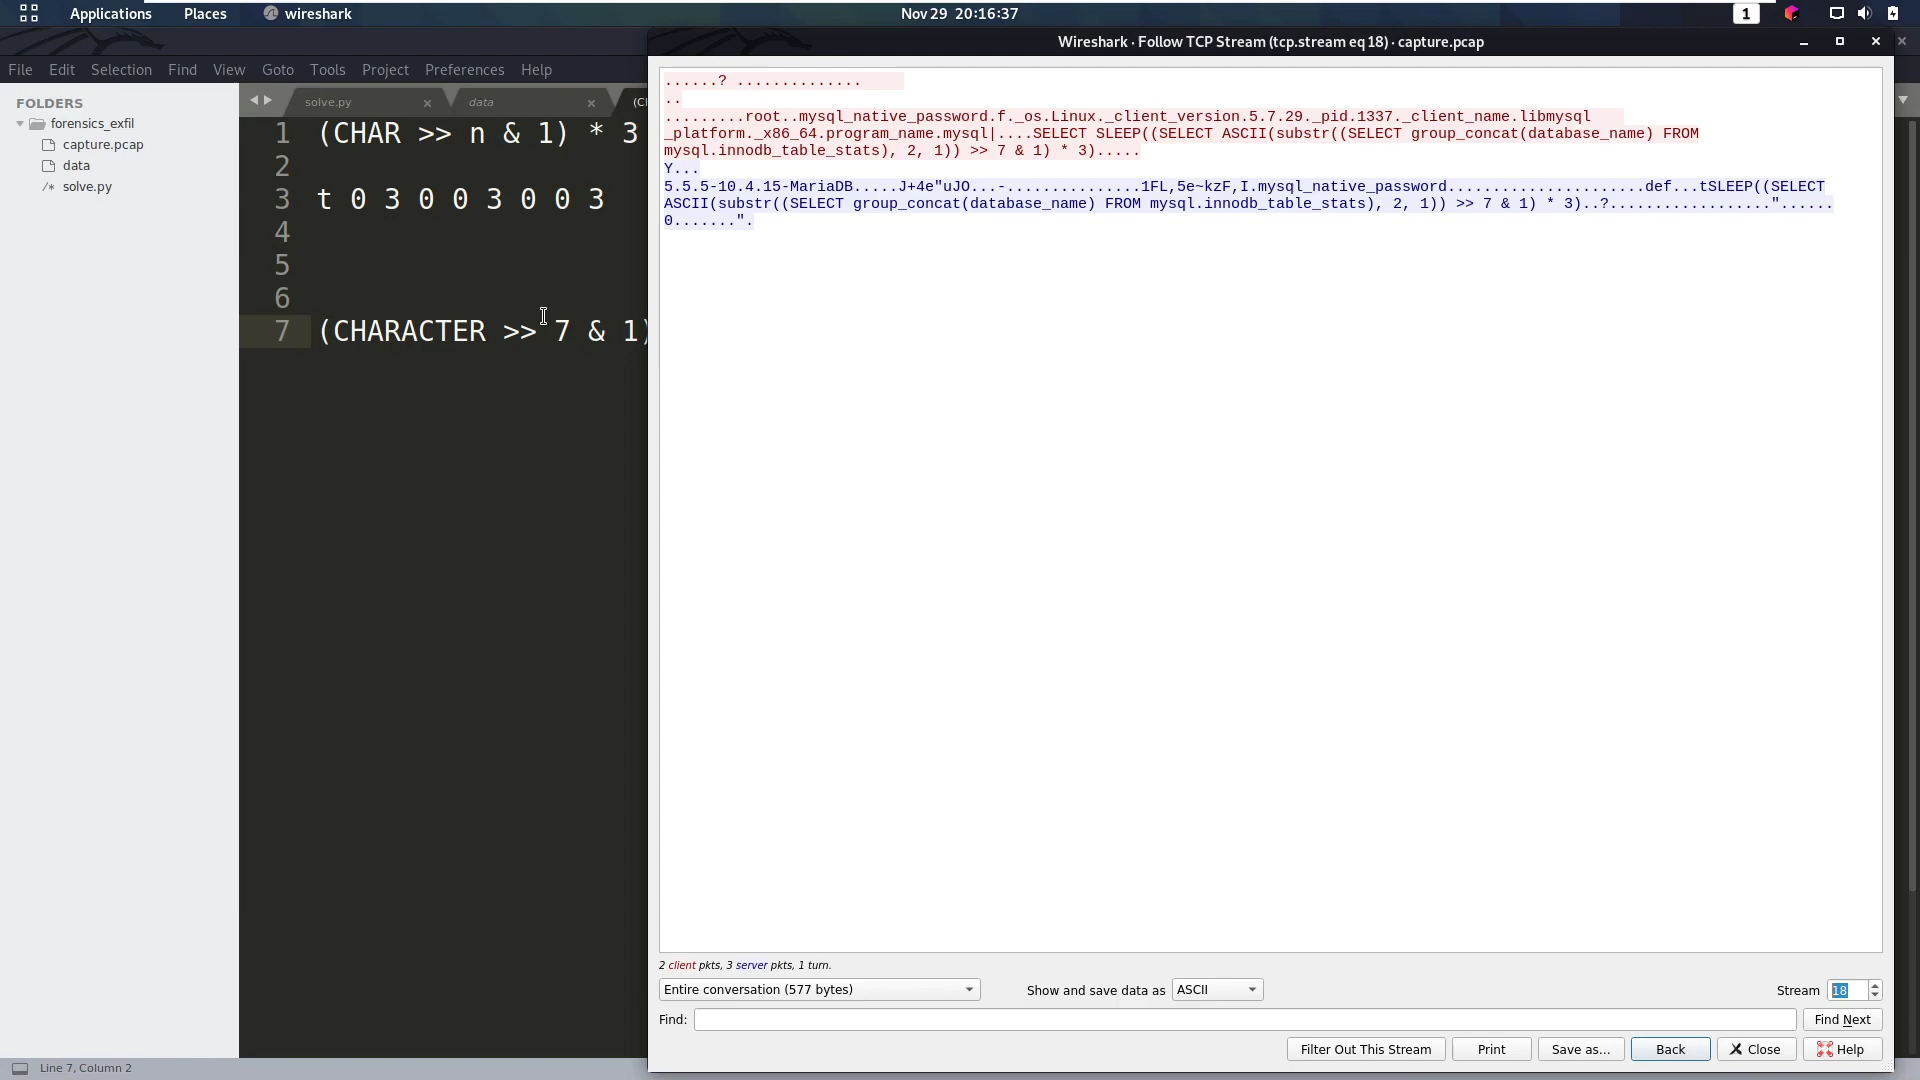 Applications Places wireshark Nov 29 20:16:37 1
Wireshark · Follow TCP Stream (tcp.stream eq 18) · capture.pcap
File Edit Selection Find View Goto Tools Project Preferences Help
FOLDERS
forensics_exfil
capture.pcap
data
/* solve.py
solve.py × data × (C
1 (CHAR >> n & 1) * 3
2
3 t 0 3 0 0 3 0 0 3
4
5
6
7 (CHARACTER >> 7 & 1)
......? ..............
..
.........root..mysql_native_password.f._os.Linux._client_version.5.7.29._pid.1337._client_name.libmysql
_platform._x86_64.program_name.mysql|....SELECT SLEEP((SELECT ASCII(substr((SELECT group_concat(database_name) FROM
mysql.innodb_table_stats), 2, 1)) >> 7 & 1) * 3).....
Y...
5.5.5-10.4.15-MariaDB.....J+4e"uJO...-...............1FL,5e~kzF,I.mysql_native_password......................def...tSLEEP((SELECT
ASCII(substr((SELECT group_concat(database_name) FROM mysql.innodb_table_stats), 2, 1)) >> 7 & 1) * 3)..?..................."......
0.......".
2 client pkts, 3 server pkts, 1 turn.
Entire conversation (577 bytes) Show and save data as ASCII Stream 18
Find: Find Next
Filter Out This Stream Print Save as... Back Close Help
Line 7, Column 2